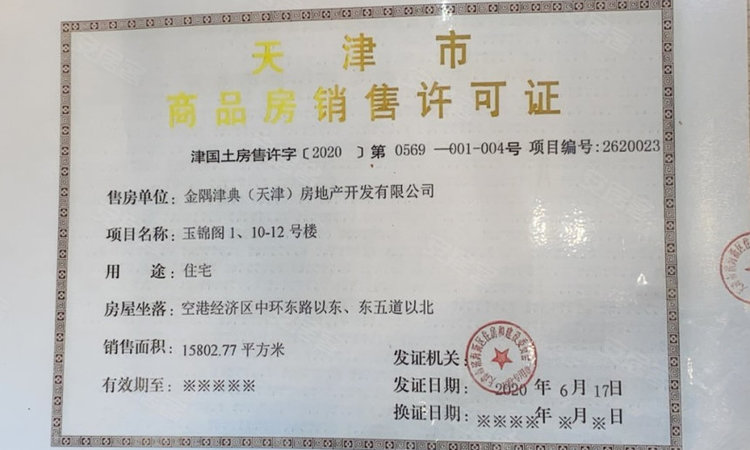 天津市
商品房销售许可证
津国土房售许字〔2020〕第 0569 —001-004号 项目编号:2620023
售房单位: 金隅津典（天津）房地产开发有限公司
项目名称: 玉锦阁1、10-12号楼
用 途: 住宅
房屋坐落: 空港经济区中环东路以东、东五道以北
销售面积: 15802.77 平方米
有效期至: ※※※※※
发证机关:
发证日期: 2020 年 6 月 17日
换证日期: ※※※※年 ※月※日